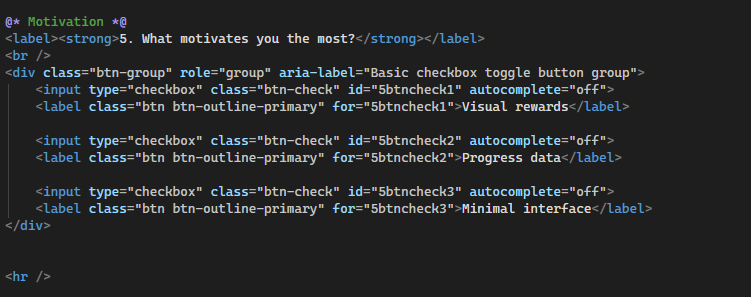 @* Motivation *@
<label><strong>5. What motivates you the most?</strong></label>
<br />
<div class="btn-group" role="group" aria-label="Basic checkbox toggle button group">
    <input type="checkbox" class="btn-check" id="5btncheck1" autocomplete="off">
    <label class="btn btn-outline-primary" for="5btncheck1">Visual rewards</label>
    <input type="checkbox" class="btn-check" id="5btncheck2" autocomplete="off">
    <label class="btn btn-outline-primary" for="5btncheck2">Progress data</label>
    <input type="checkbox" class="btn-check" id="5btncheck3" autocomplete="off">
    <label class="btn btn-outline-primary" for="5btncheck3">Minimal interface</label>
</div>
<hr />